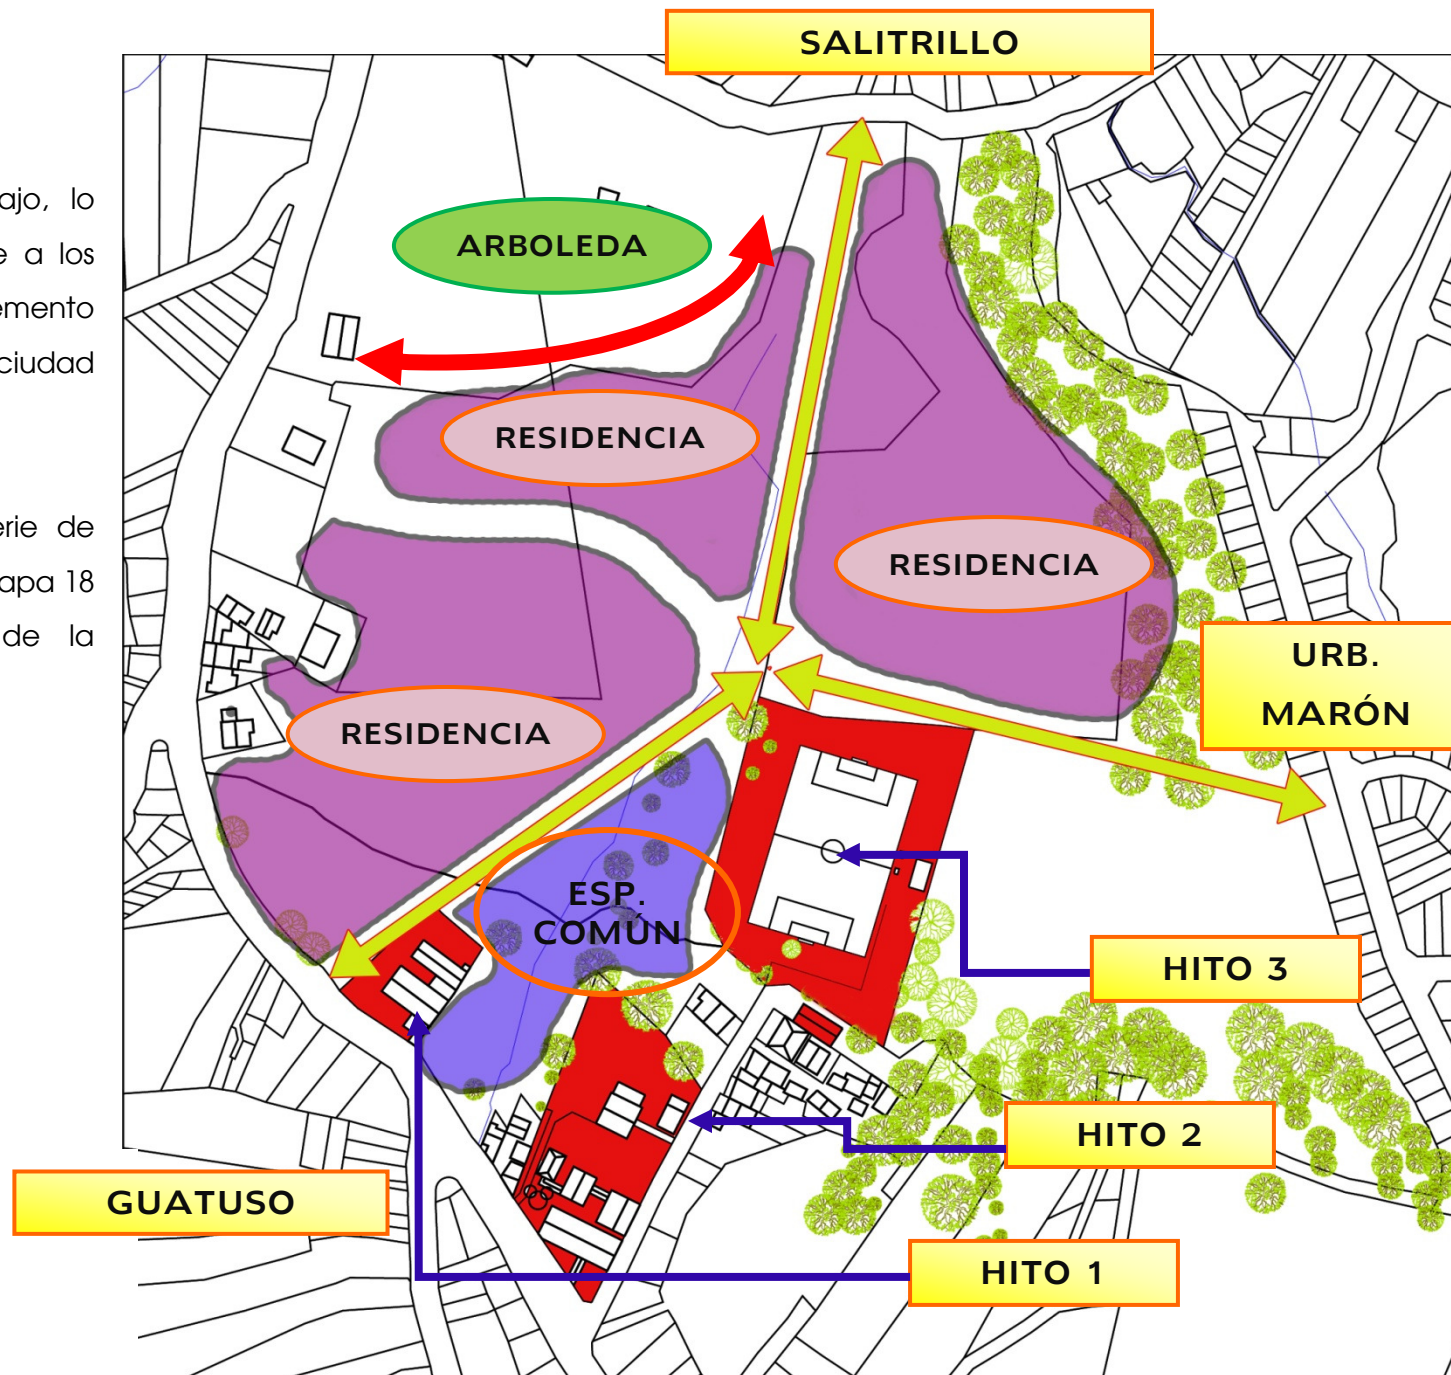 ajo, lo
e a los
emento
ciudad
erie de
apa 18
de la
SALITRILLO
ARBOLEDA
RESIDENCIA
RESIDENCIA
URB.
MARÓN
RESIDENCIA
ESP.
COMÚN
HITO 3
HITO 2
GUATUSO
HITO 1